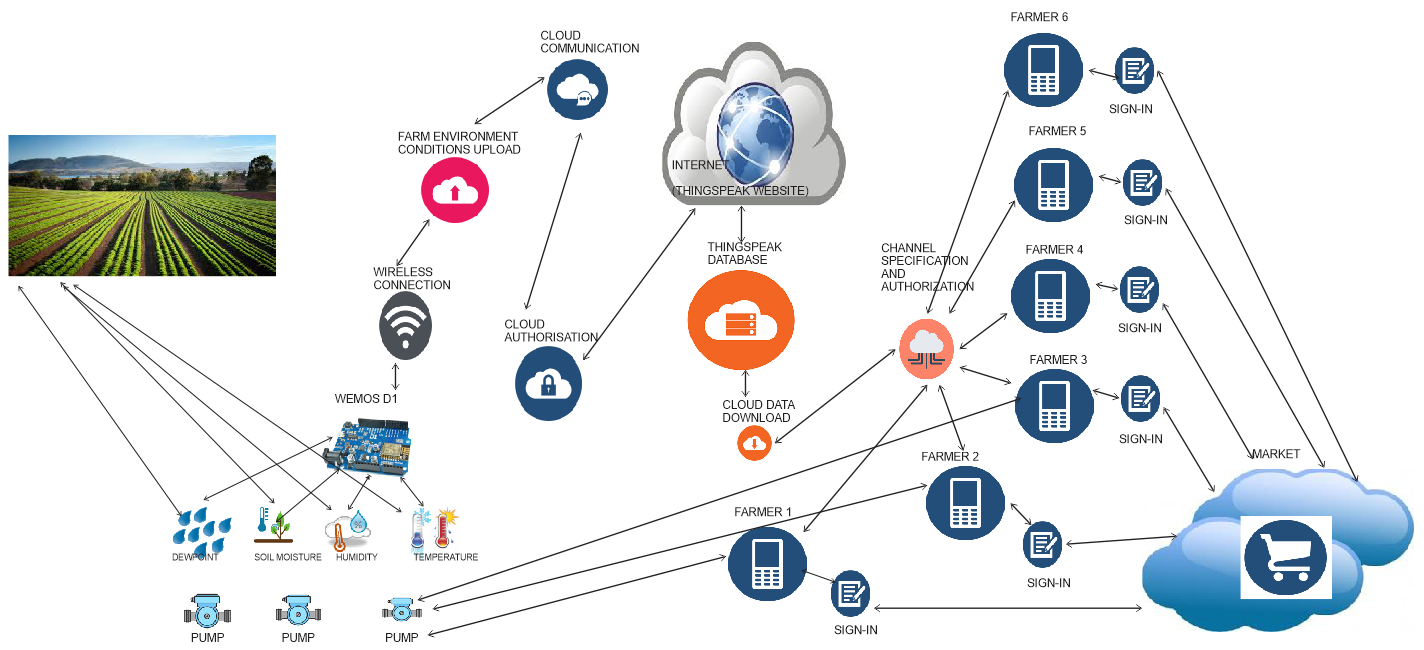 FARMER 6
CLOUD
COMMUNICATION
SIGN-IN
FARM ENVIRONMENT
CONDITIONS UPLOAD
FARMER 5
INTERNET
(THINGSPEAK WEBSITE)
SIGN-IN
THINGSPEAK
DATABASE
CHANNEL
SPECIFICATION
AND
AUTHORIZATION
FARMER 4
WIRELESS
CONNECTION
CLOUD
AUTHORISATION
SIGN-IN
FARMER 3
WEMOS D1
CLOUD DATA
DOWNLOAD
SIGN-IN
FARMER 2
MARKET
FARMER 1
DEWPOINT
SOIL MOISTURE
HUMIDITY
TEMPERATURE
%
D1
SIGN-IN
PUMP
PUMP
PUMP
SIGN-IN